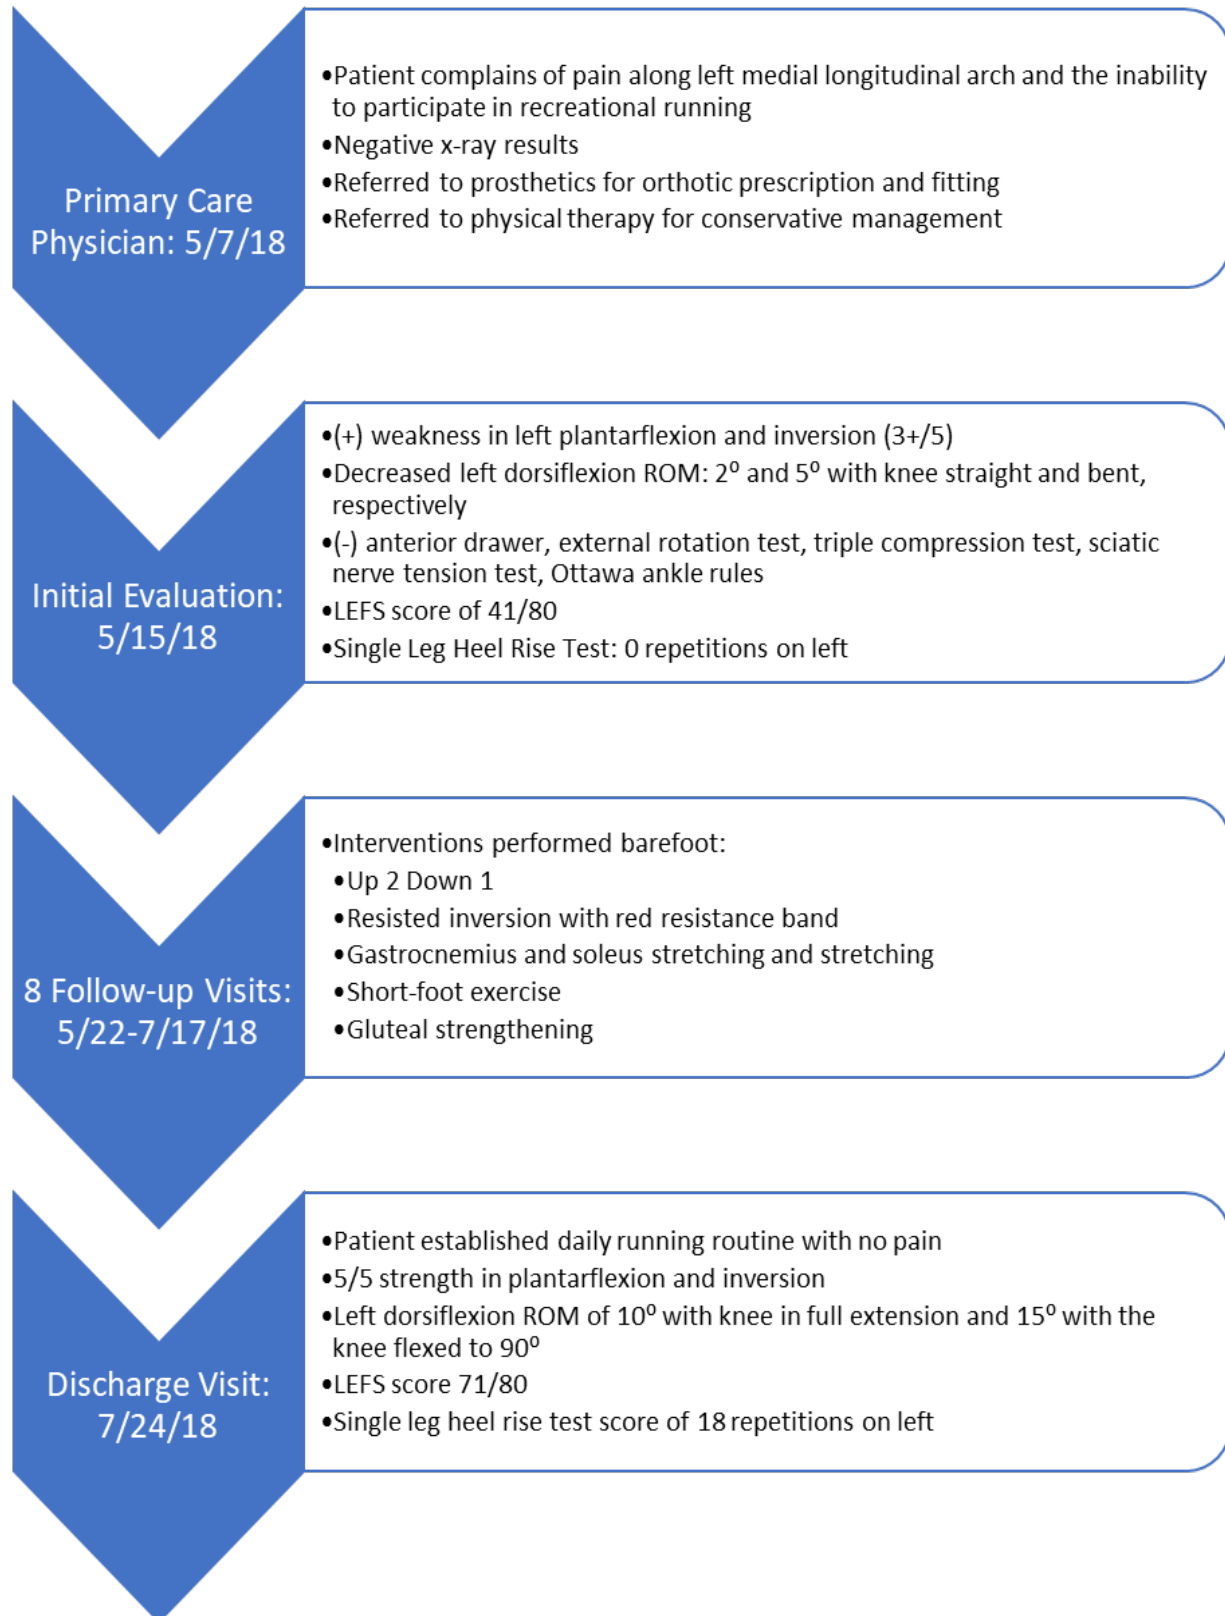 Primary Care
Physician: 5/7/18
•Patient complains of pain along left medial longitudinal arch and the inability
to participate in recreational running
•Negative x-ray results
•Referred to prosthetics for orthotic prescription and fitting
•Referred to physical therapy for conservative management
Initial Evaluation:
5/15/18
•(+) weakness in left plantarflexion and inversion (3+/5)
•Decreased left dorsiflexion ROM: 2⁰ and 5⁰ with knee straight and bent,
respectively
•(-) anterior drawer, external rotation test, triple compression test, sciatic
nerve tension test, Ottawa ankle rules
•LEFS score of 41/80
•Single Leg Heel Rise Test: 0 repetitions on left
8 Follow-up Visits:
5/22-7/17/18
•Interventions performed barefoot:
•Up 2 Down 1
•Resisted inversion with red resistance band
•Gastrocnemius and soleus stretching and stretching
•Short-foot exercise
•Gluteal strengthening
Discharge Visit:
7/24/18
•Patient established daily running routine with no pain
•5/5 strength in plantarflexion and inversion
•Left dorsiflexion ROM of 10⁰ with knee in full extension and 15⁰ with the
knee flexed to 90⁰
•LEFS score 71/80
•Single leg heel rise test score of 18 repetitions on left